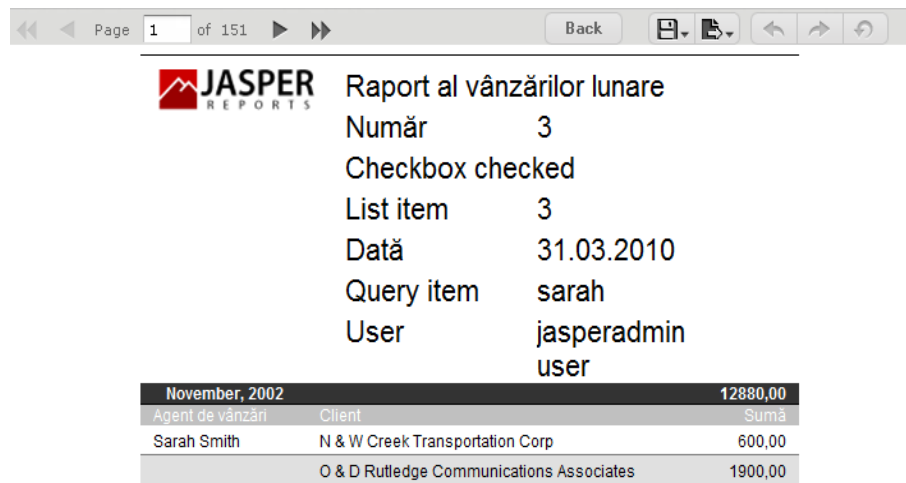 Page 1 of 151 Back
JASPER
REPORTS
Raport al vânzărilor lunare
Număr 3
Checkbox checked
List item 3
Dată 31.03.2010
Query item sarah
User jasperadmin
user
November, 2002 12880,00
Agent de vânzări Client Sumă
Sarah Smith N & W Creek Transportation Corp 600,00
O & D Rutledge Communications Associates 1900,00